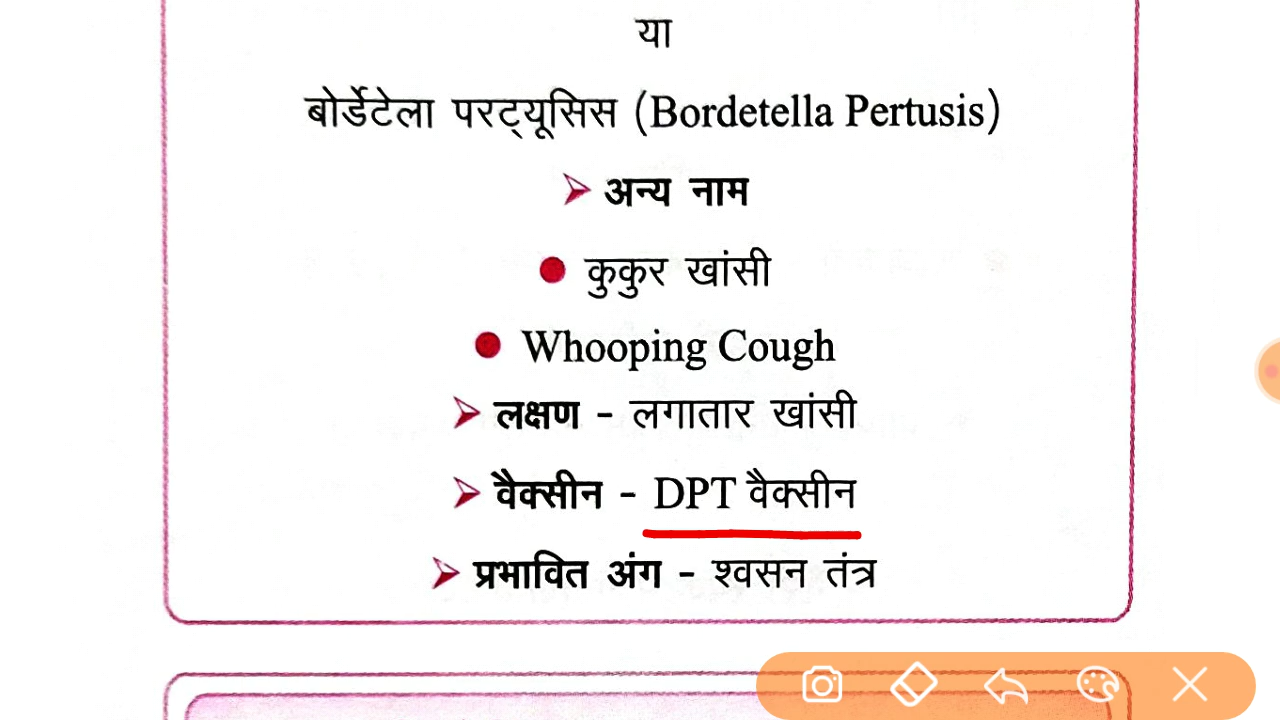 या
बोर्डेटेला परट्यूसिस (Bordetella Pertusis)
➢ अन्य नाम
● कुकुर खांसी
● Whooping Cough
➢ लक्षण - लगातार खांसी
➢ वैक्सीन - DPT वैक्सीन
➢ प्रभावित अंग - श्वसन तंत्र